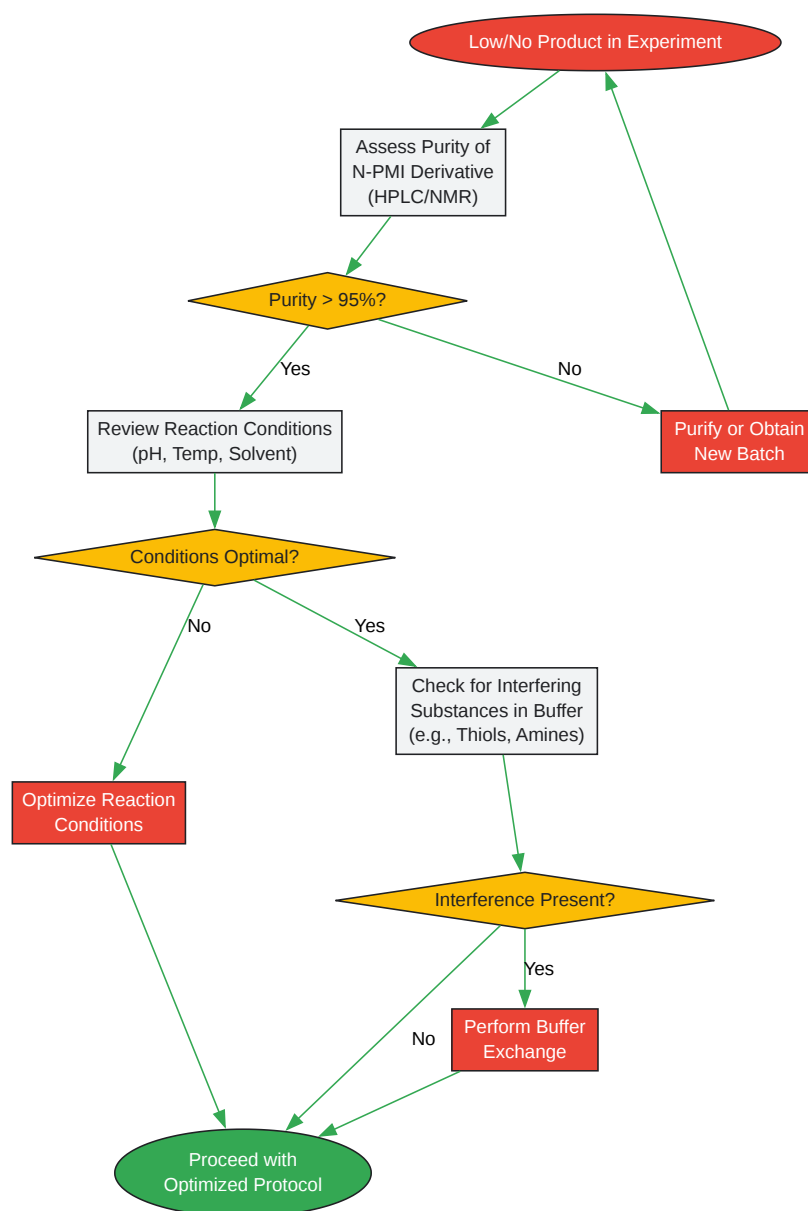 Low/No Product in Experiment
Assess Purity of
N-PMI Derivative
(HPLC/NMR)
Purity > 95%?
Yes
No
Review Reaction Conditions
(pH, Temp, Solvent)
Purify or Obtain
New Batch
Conditions Optimal?
No
Yes
Check for Interfering
Substances in Buffer
(e.g., Thiols, Amines)
Optimize Reaction
Conditions
Interference Present?
Yes
No
Perform Buffer
Exchange
Proceed with
Optimized Protocol